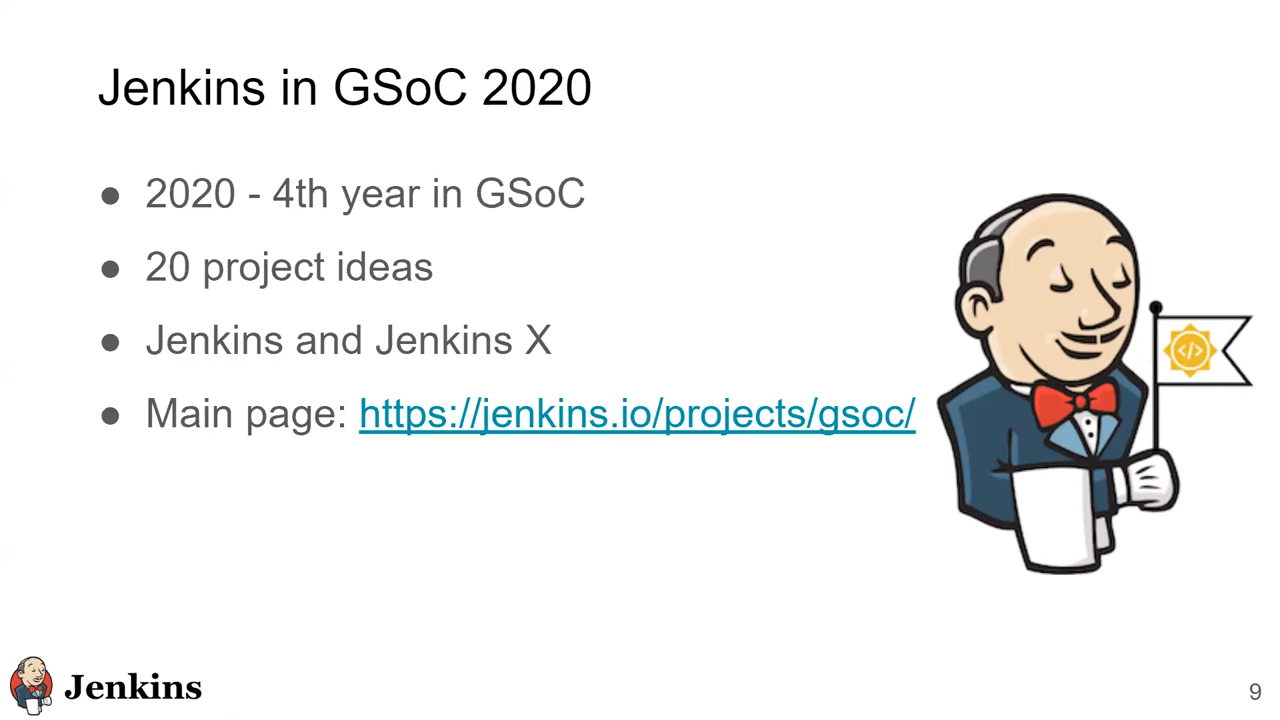 Jenkins in GSoC 2020
● 2020 - 4th year in GSoC
● 20 project ideas
● Jenkins and Jenkins X
● Main page: https://jenkins.io/projects/gsoc/
</>
Jenkins
9